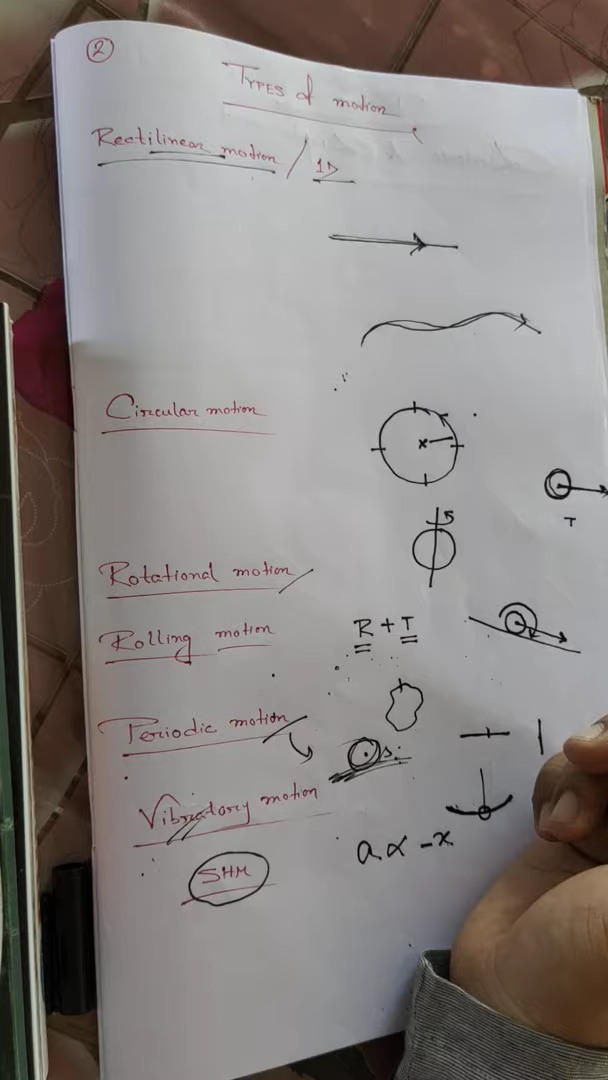 2
TYPES of motion
Rectilinear motion / 1D
Circular motion
x
T
Rotational motion
Rolling motion R + T
Periodic motion
s.
Vibratory motion
a ∝ -x
SHM